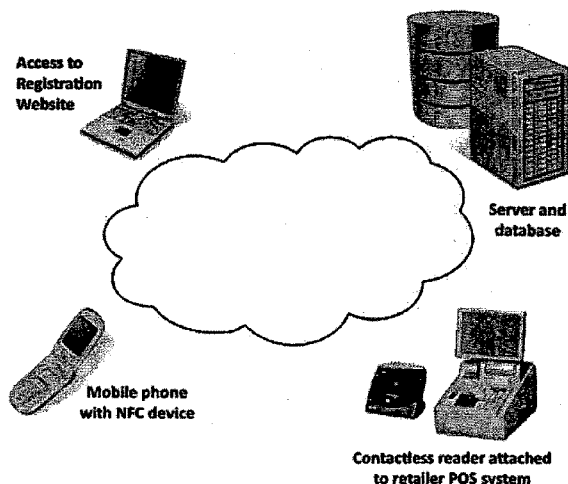 Access to
Registration
Website
Server and
database
Mobile phone
with NFC device
Contactless reader attached
to retailer POS system